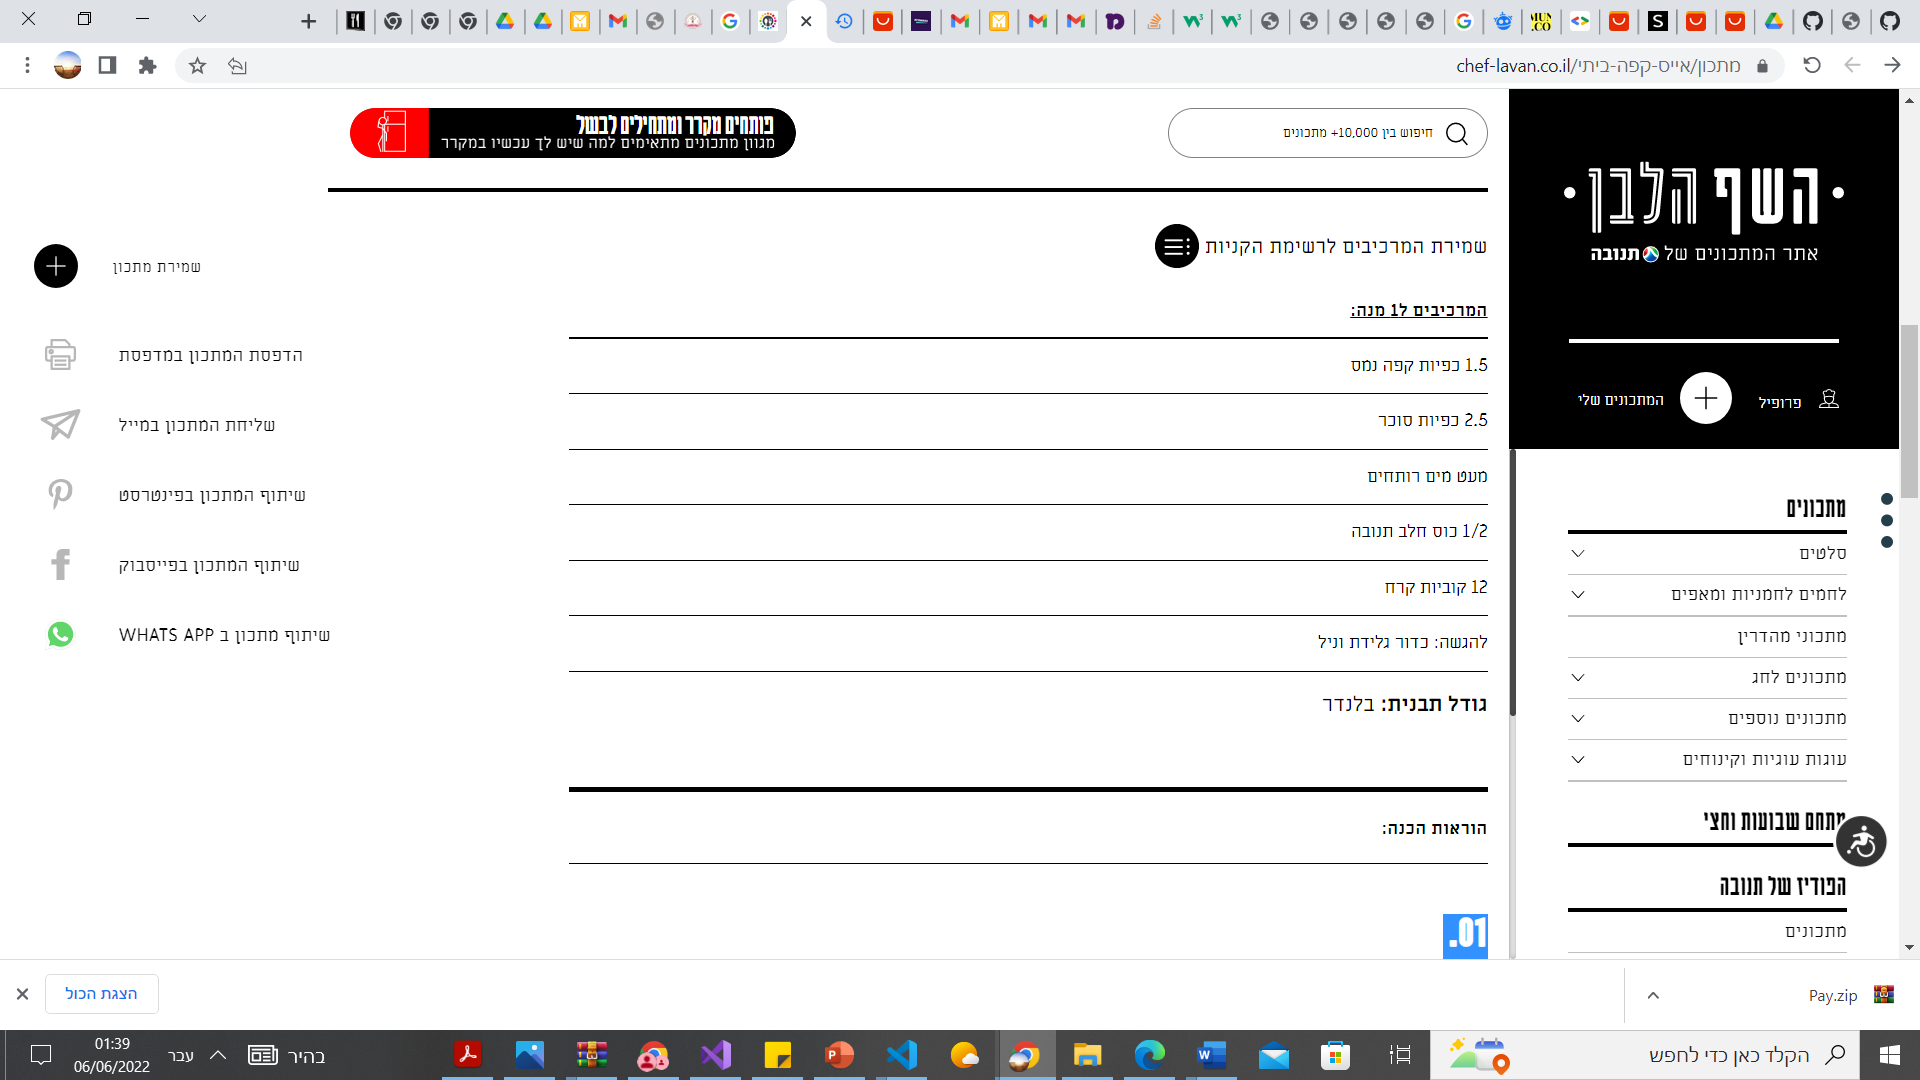 chef-lavan.co.il/מתכון/אייס-קפה-ביתי
פותחים מקרר ומתחילים לבשל
מגוון מתכונים מתאימים למה שיש לך עכשיו במקרר
חיפוש בין 10,000+ מתכונים
השף הלבן
אתר המתכונים של תנובה
פרופיל
המתכונים שלי
מתכונים
סלטים
לחמים לחמניות ומאפים
מתכוני מהדרין
מתכונים לחג
מתכונים נוספים
עוגות עוגיות וקינוחים
מתחם שבועות וחצי
הפודיז של תנובה
מתכונים
שמירת המרכיבים לרשימת הקניות
המרכיבים ל1 מנה:
1.5 כפיות קפה נמס
2.5 כפיות סוכר
מעט מים רותחים
1/2 כוס חלב תנובה
12 קוביות קרח
להגשה: כדור גלידת וניל
גודל תבנית: בלנדר
הוראות הכנה:
01.
שמירת מתכון
הדפסת המתכון במדפסת
שליחת המתכון במייל
שיתוף המתכון בפינטרסט
שיתוף המתכון בפייסבוק
שיתוף מתכון ב WHATS APP
Pay.zip
הצגת הכול
הקלד כאן כדי לחפש
בהיר
עבר
01:39
06/06/2022